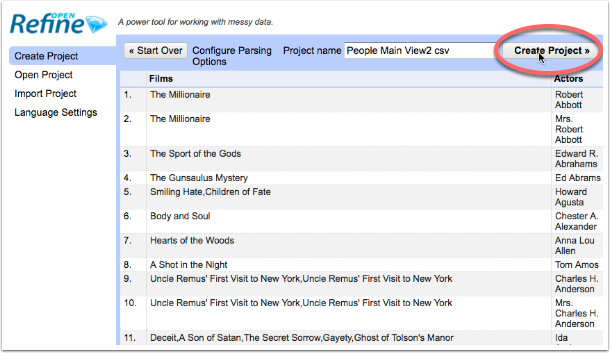 OPEN
Refine
A power tool for working with messy data.
Create Project
Open Project
Import Project
Language Settings
« Start Over
Configure Parsing
Options
Project name
People Main View2 csv
Create Project »
Films
Actors
1. The Millionaire Robert
Abbott
2. The Millionaire Mrs.
Robert
Abbott
3. The Sport of the Gods Edward R.
Abrahams
4. The Gunsaulus Mystery Ed Abrams
5. Smiling Hate,Children of Fate Howard
Agusta
6. Body and Soul Chester A.
Alexander
7. Hearts of the Woods Anna Lou
Allen
8. A Shot in the Night Tom Amos
9. Uncle Remus' First Visit to New York,Uncle Remus' First Visit to New York Charles H.
Anderson
10. Uncle Remus' First Visit to New York,Uncle Remus' First Visit to New York Mrs.
Charles H.
Anderson
11. Deceit,A Son of Satan,The Secret Sorrow,Gayety,Ghost of Tolson's Manor Ida